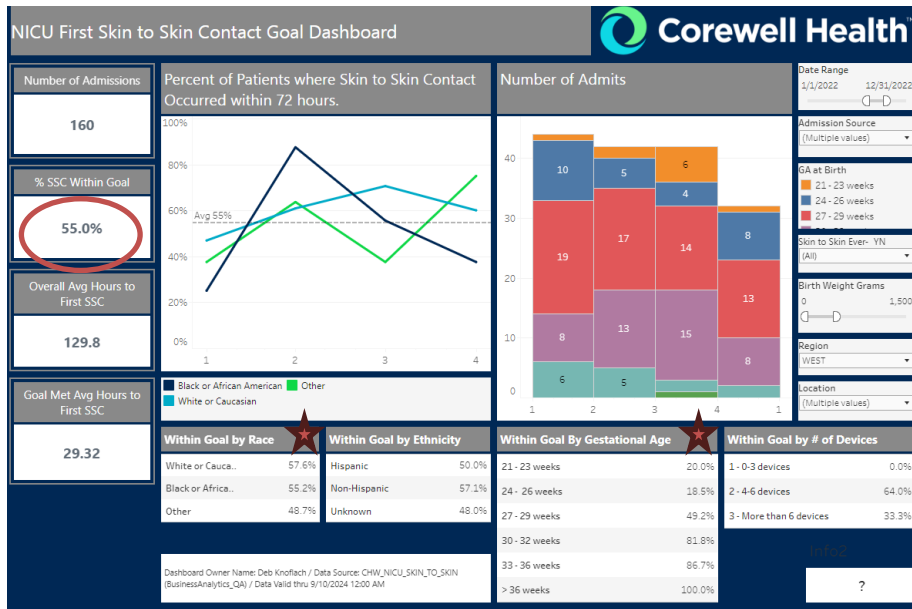 NICU First Skin to Skin Contact Goal Dashboard
Corewell Health™
Number of Admissions
160
% SSC Within Goal
55.0%
Overall Avg Hours to
First SSC
129.8
Goal Met Avg Hours to
First SSC
29.32
Percent of Patients where Skin to Skin Contact
Occurred within 72 hours.
100%
80%
60%
Avg 55%
40%
20%
0%
1 2 3 4
Black or African American Other
White or Caucasian
Number of Admits
40
30
20
10
0
10 5 6
4
19 17 14 8
13
8 13 15 8
6 5
1 2 3 4 1
Date Range
1/1/2022 12/31/2022
Admission Source
(Multiple values)
GA at Birth
21 - 23 weeks
24 - 26 weeks
27 - 29 weeks
Skin to Skin Ever- YN
(All)
Birth Weight Grams
0 1,500
Region
WEST
Location
(Multiple values)
Within Goal by Race
White or Cauca.. 57.6%
Black or Africa.. 55.2%
Other 48.7%
Within Goal by Ethnicity
Hispanic 50.0%
Non-Hispanic 57.1%
Unknown 48.0%
Within Goal By Gestational Age
21 - 23 weeks 20.0%
24 - 26 weeks 18.5%
27 - 29 weeks 49.2%
30 - 32 weeks 81.8%
33 - 36 weeks 86.7%
> 36 weeks 100.0%
Within Goal by # of Devices
1 - 0-3 devices 0.0%
2 - 4-6 devices 64.0%
3 - More than 6 devices 33.3%
Dashboard Owner Name: Deb Knoflach / Data Source: CHW_NICU_SKIN_TO_SKIN
(BusinessAnalytics_QA) / Data Valid thru 9/10/2024 12:00 AM
Info2
?